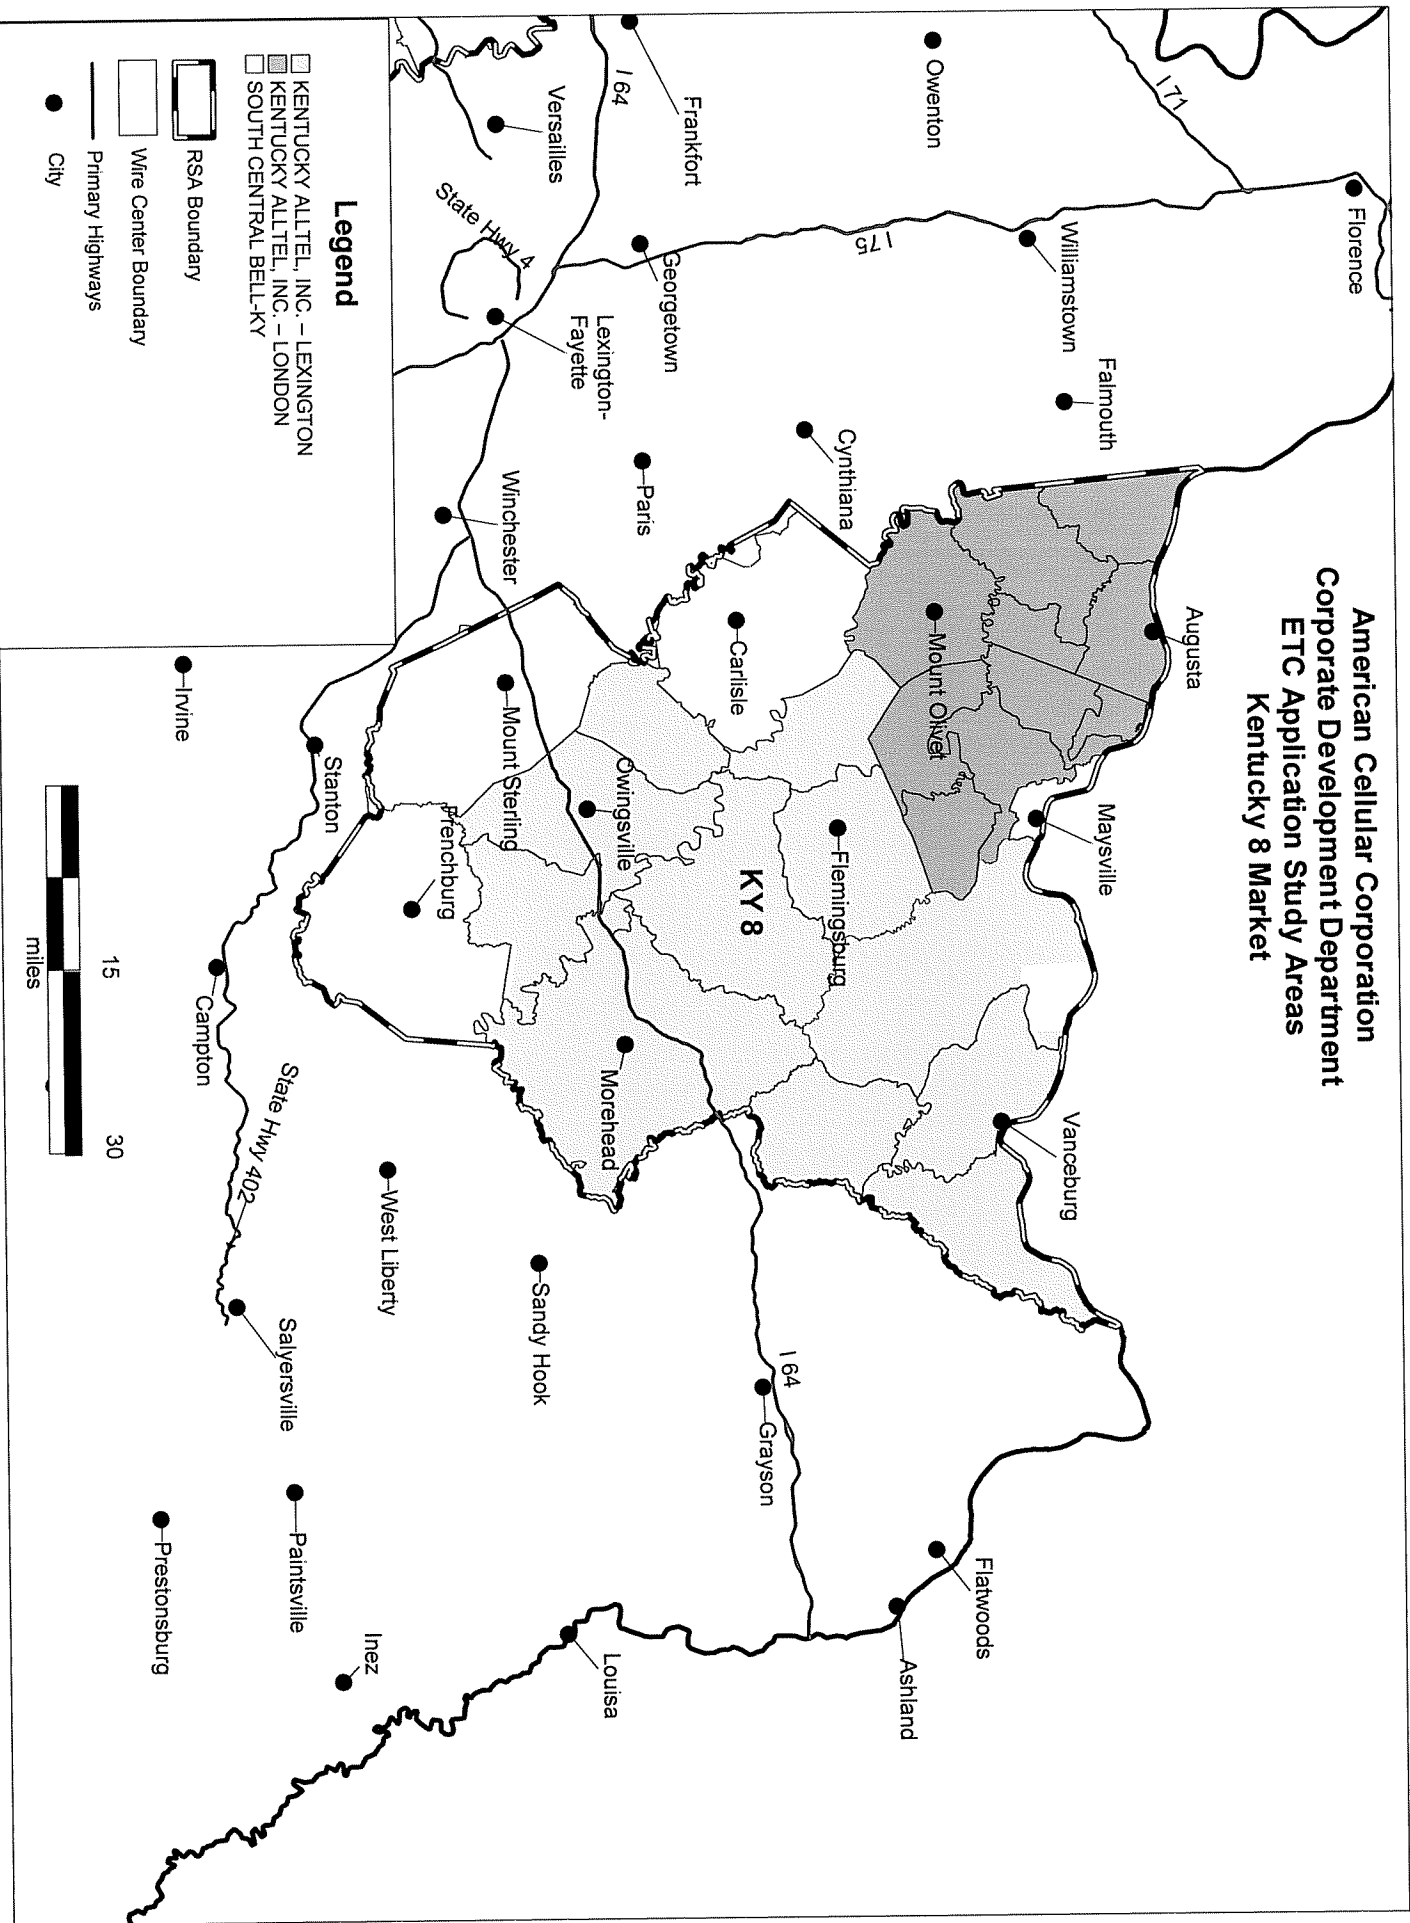 American Cellular Corporation
Corporate Development Department
ETC Application Study Areas
Kentucky 8 Market
Florence
I 71
Owenton
Williamstown
Falmouth
Augusta
Maysville
Vanceburg
I 75
Frankfort
Georgetown
Cynthiana
Mount Olivet
Flemingsburg
Flatwoods
Ashland
I 64
Versailles
State Hwy 4
Lexington-
Fayette
Paris
Carlisle
KY 8
I 64
Grayson
Winchester
Mount Sterling
Owingsville
Morehead
Sandy Hook
Louisa
Frenchburg
West Liberty
Inez
Irvine
Stanton
Campton
State Hwy 402
Salyersville
Paintsville
Prestonsburg
Legend
KENTUCKY ALLTEL, INC. – LEXINGTON
KENTUCKY ALLTEL, INC. – LONDON
SOUTH CENTRAL BELL-KY
RSA Boundary
Wire Center Boundary
Primary Highways
City
15
30
miles